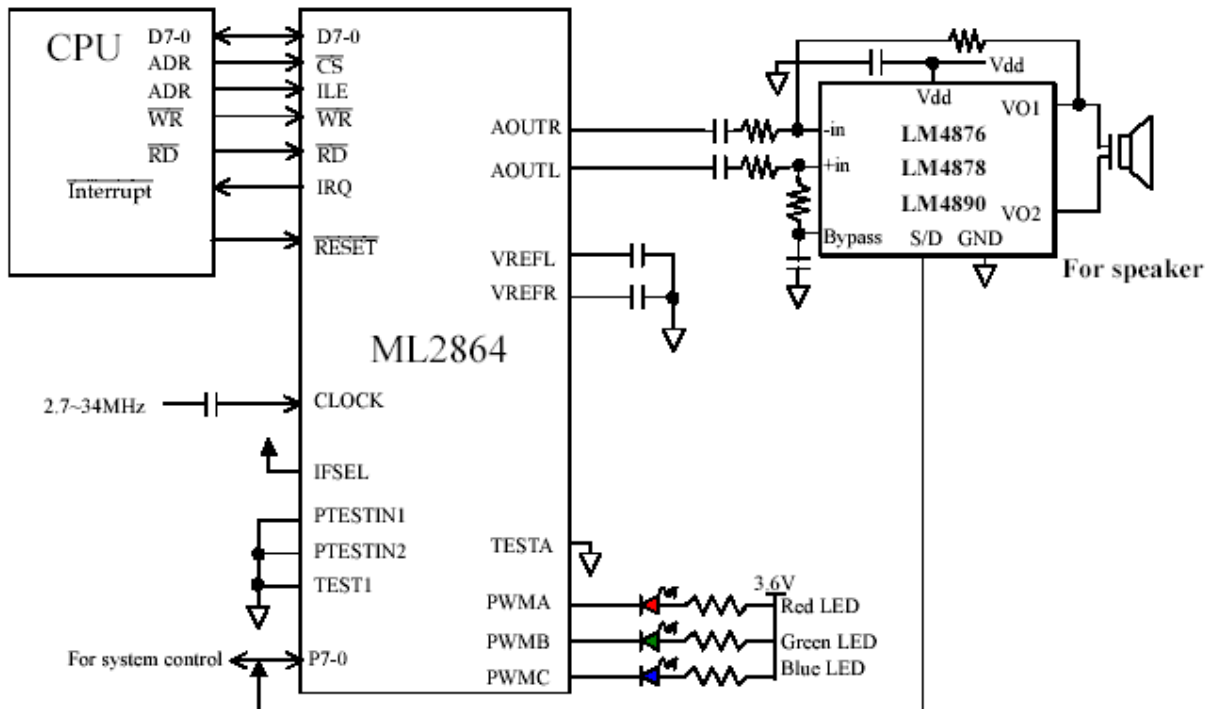 CPU
D7-0
ADR
ADR
WR
RD
Interrupt
D7-0
CS
ILE
WR
RD
IRQ
RESET
ML2864
CLOCK
IFSEL
PTESTIN1
PTESTIN2
TEST1
P7-0
AOUTR
AOUTL
VREFL
VREFR
TESTA
PWMA
PWMB
PWMC
2.7~34MHz
For system control
Vdd
Vdd
VO1
-in
LM4876
+in
LM4878
LM4890
VO2
Bypass
S/D
GND
For speaker
3.6V
Red LED
Green LED
Blue LED